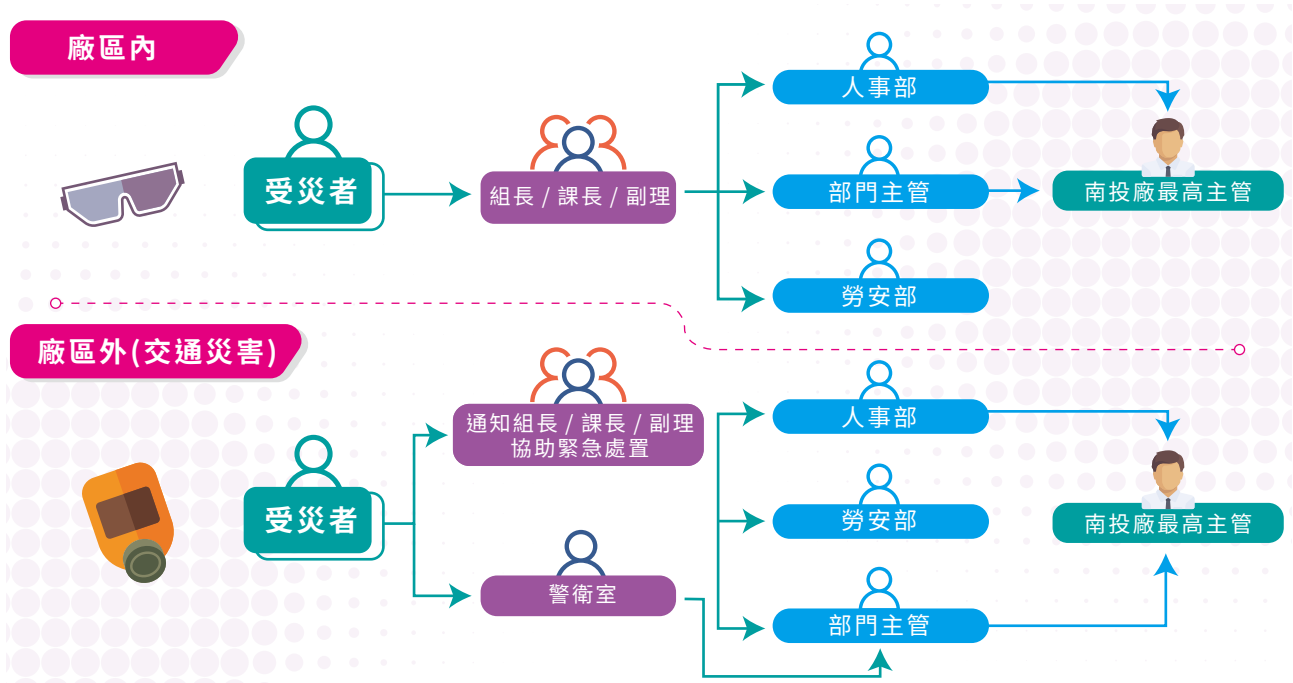 廠區內
受災者
組長 / 課長 / 副理
人事部
部門主管
勞安部
南投廠最高主管
廠區外(交通災害)
受災者
通知組長 / 課長 / 副理
協助緊急處置
警衛室
人事部
勞安部
部門主管
南投廠最高主管